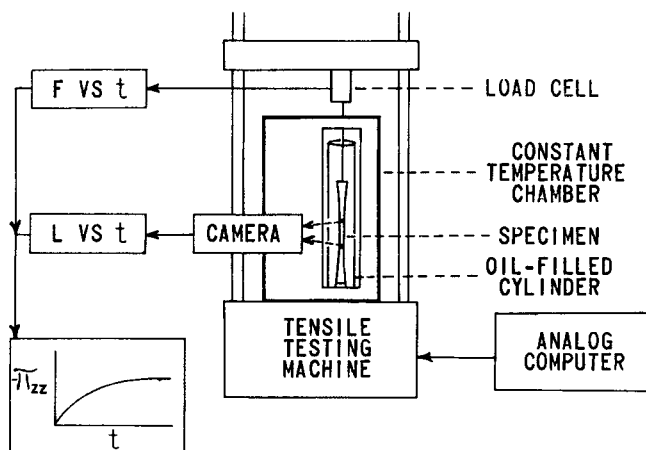 F VS t
LOAD CELL
CONSTANT
TEMPERATURE
CHAMBER
L VS t
CAMERA
SPECIMEN
OIL-FILLED
CYLINDER
TENSILE
TESTING
MACHINE
ANALOG
COMPUTER
-π_zz
t